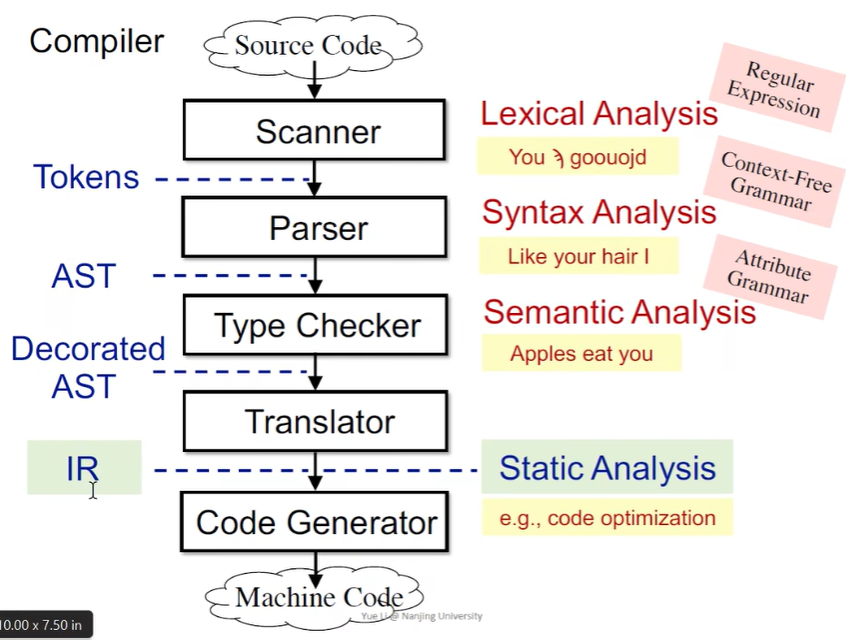 Compiler
Source Code
Scanner
Lexical Analysis
Regular
Expression
You ϡ goouojd
Tokens
Parser
Syntax Analysis
Context-Free
Grammar
Like your hair I
AST
Type Checker
Semantic Analysis
Attribute
Grammar
Apples eat you
Decorated
AST
Translator
IR
Static Analysis
Code Generator
e.g., code optimization
Machine Code
Yue Li @ Nanjing University
10.00 x 7.50 in